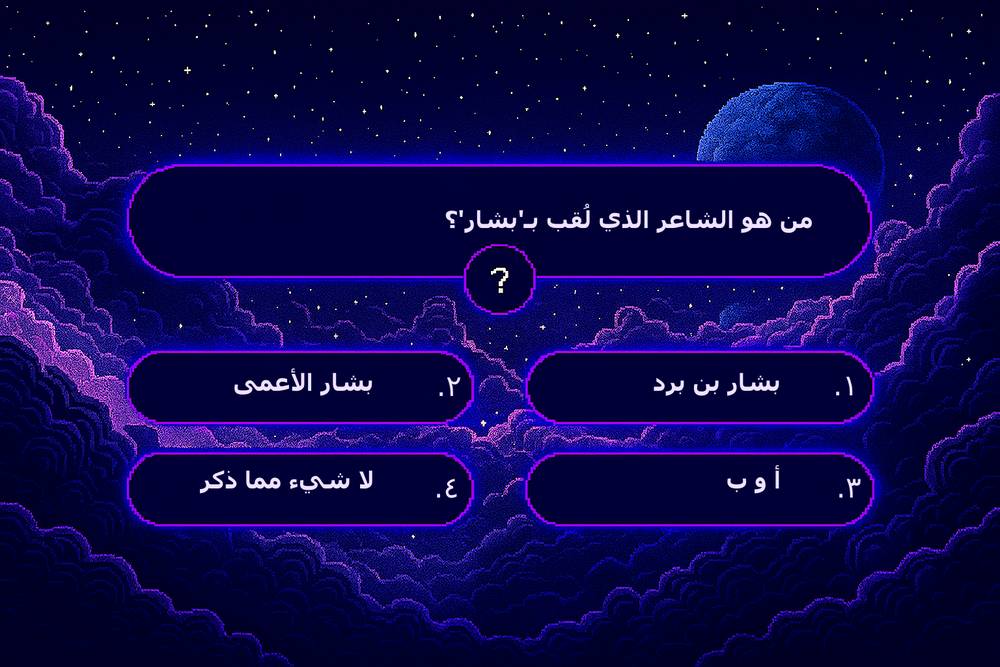 من هو الشاعر الذي لُقب بـ'بشار'؟
?
١. بشار بن برد
٢. بشار الأعمى
٣. أ و ب
٤. لا شيء مما ذكر